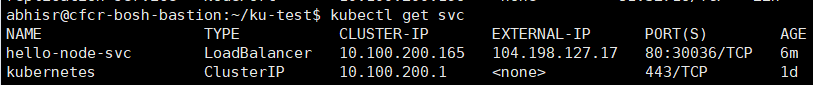 abhisr@cfcr-bosh-bastion:~/ku-test$ kubectl get svc
NAME TYPE CLUSTER-IP EXTERNAL-IP PORT(S) AGE
hello-node-svc LoadBalancer 10.100.200.165 104.198.127.17 80:30036/TCP 6m
kubernetes ClusterIP 10.100.200.1 <none> 443/TCP 1d